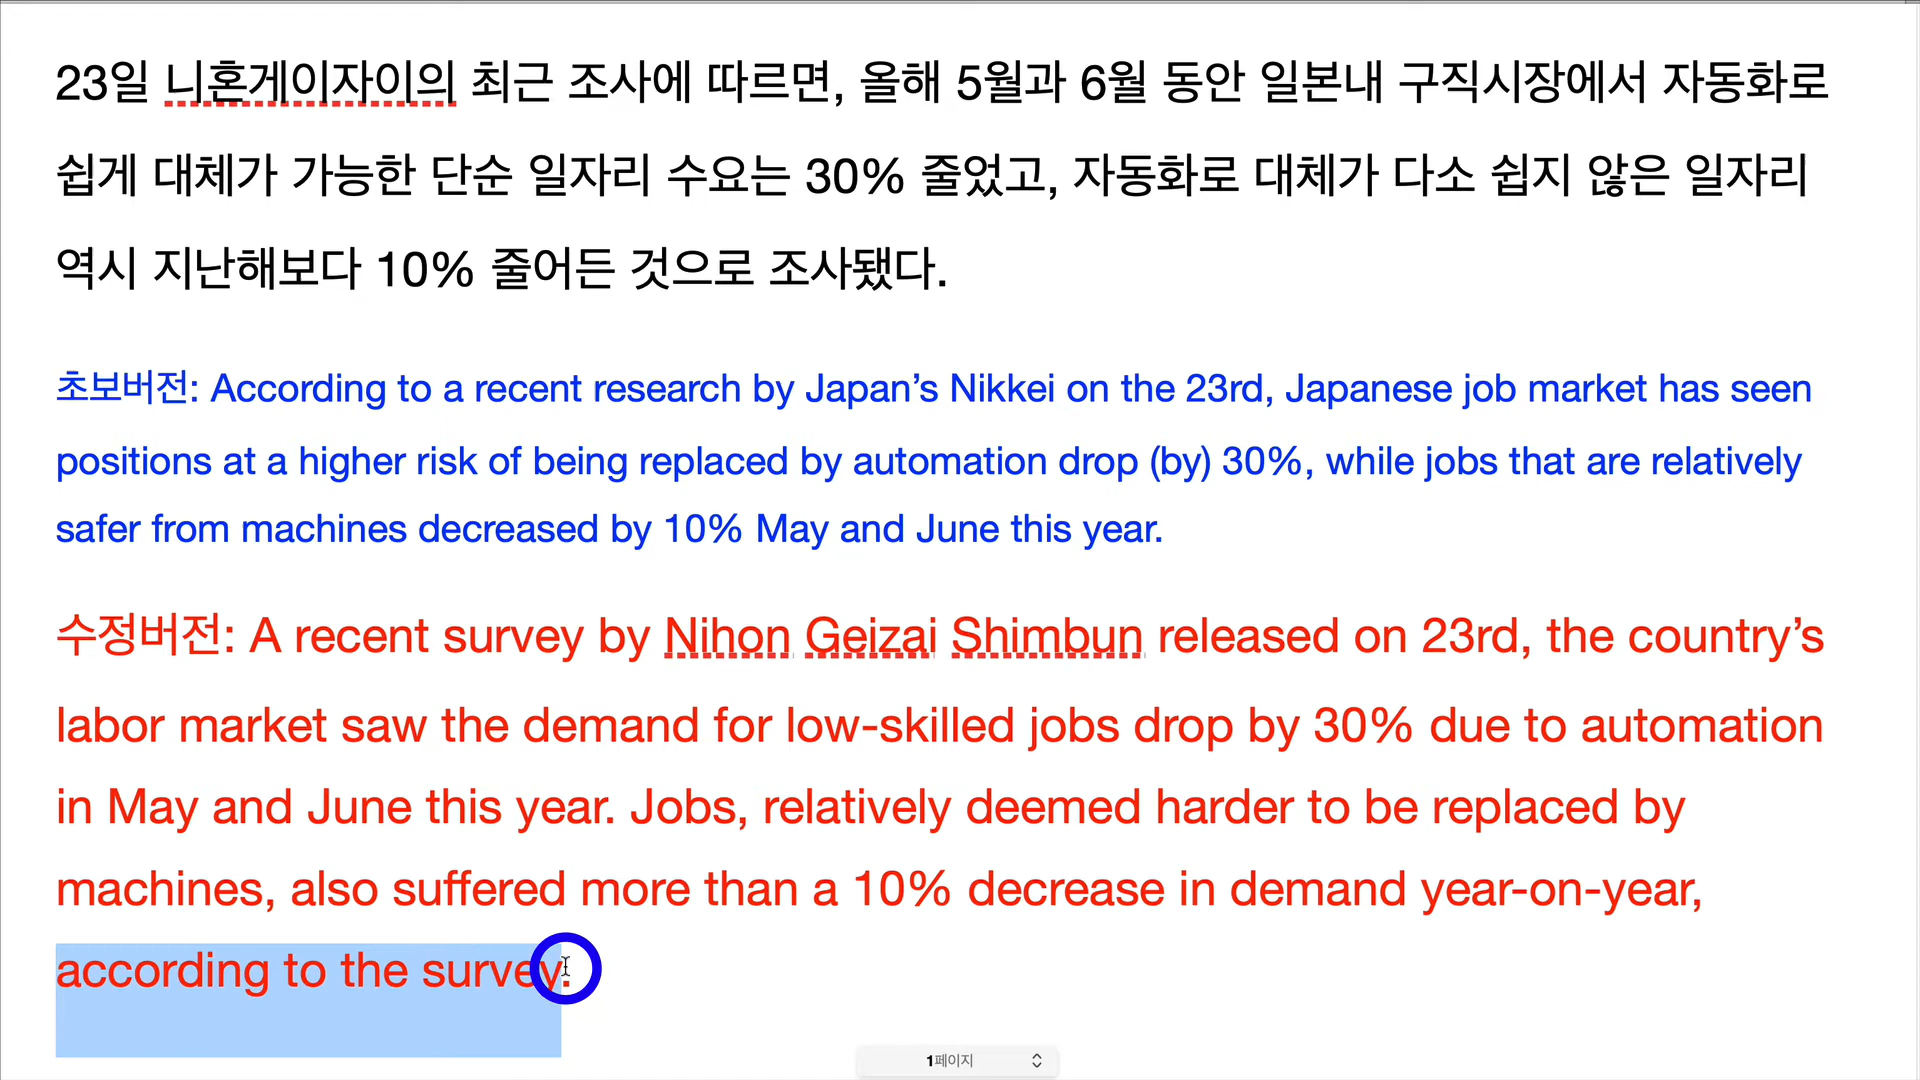 23일 니혼게이자이의 최근 조사에 따르면, 올해 5월과 6월 동안 일본내 구직시장에서 자동화로
쉽게 대체가 가능한 단순 일자리 수요는 30% 줄었고, 자동화로 대체가 다소 쉽지 않은 일자리
역시 지난해보다 10% 줄어든 것으로 조사됐다.
초보버전: According to a recent research by Japan’s Nikkei on the 23rd, Japanese job market has seen
positions at a higher risk of being replaced by automation drop (by) 30%, while jobs that are relatively
safer from machines decreased by 10% May and June this year.
수정버전: A recent survey by Nihon Geizai Shimbun released on 23rd, the country’s
labor market saw the demand for low-skilled jobs drop by 30% due to automation
in May and June this year. Jobs, relatively deemed harder to be replaced by
machines, also suffered more than a 10% decrease in demand year-on-year,
according to the survey.
1페이지